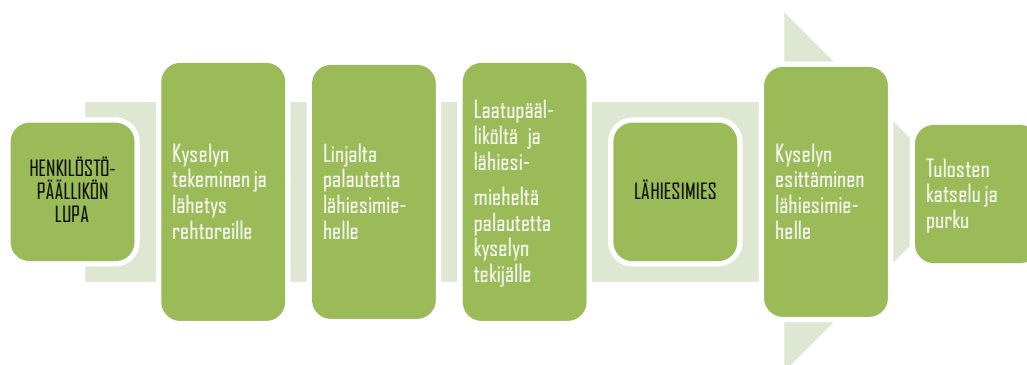 HENKILÖSTÖ-
PÄÄLLIKÖN
LUPA
Kyselyn
tekeminen ja
lähetys
rehtoreille
Linjalta
palautetta
lähiesimie-
helle
Laatupääl-
liköltä ja
lähiesi-
mieheltä
palautetta
kyselyn
tekijälle
LÄHIESIMIES
Kyselyn
esittäminen
lähiesimie-
helle
Tulosten
katselu ja
purku